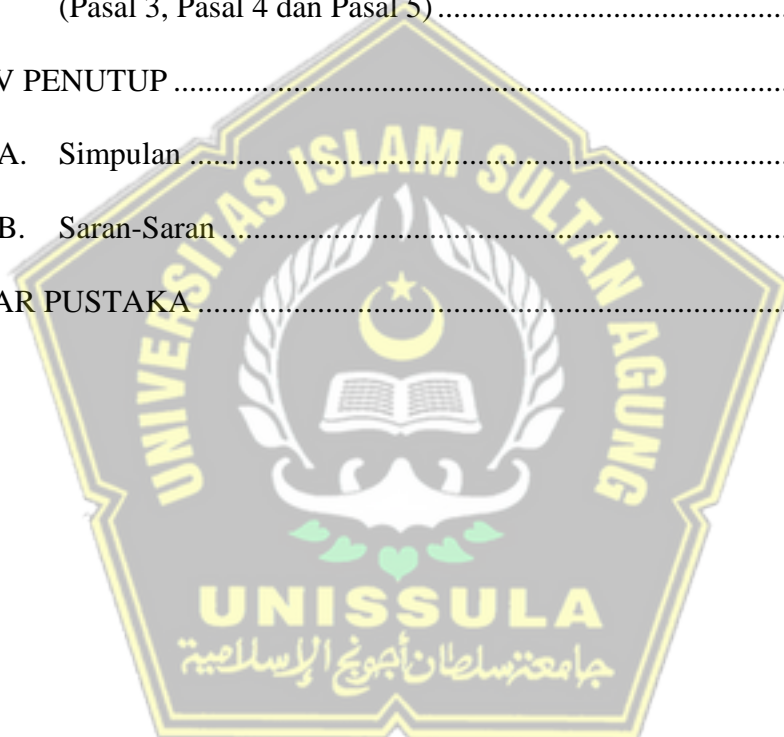 (Pasal 3, Pasal 4 dan Pasal 5)
V PENUTUP
A. Simpulan
B. Saran-Saran
AR PUSTAKA
UNIVERSITAS ISLAM SULTAN AGUNG
UNISSULA
جامعة سلطان أجونج الإسلامية